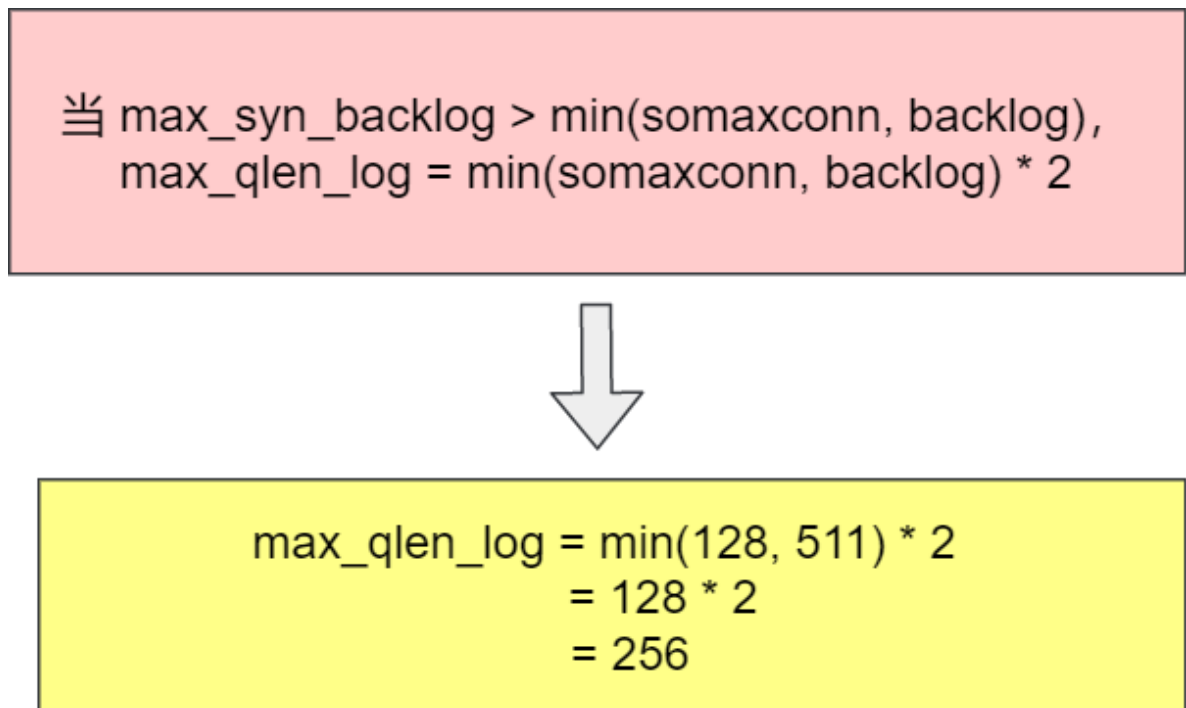 当 max_syn_backlog > min(somaxconn, backlog)，
max_qlen_log = min(somaxconn, backlog) * 2
max_qlen_log = min(128, 511) * 2
= 128 * 2
= 256